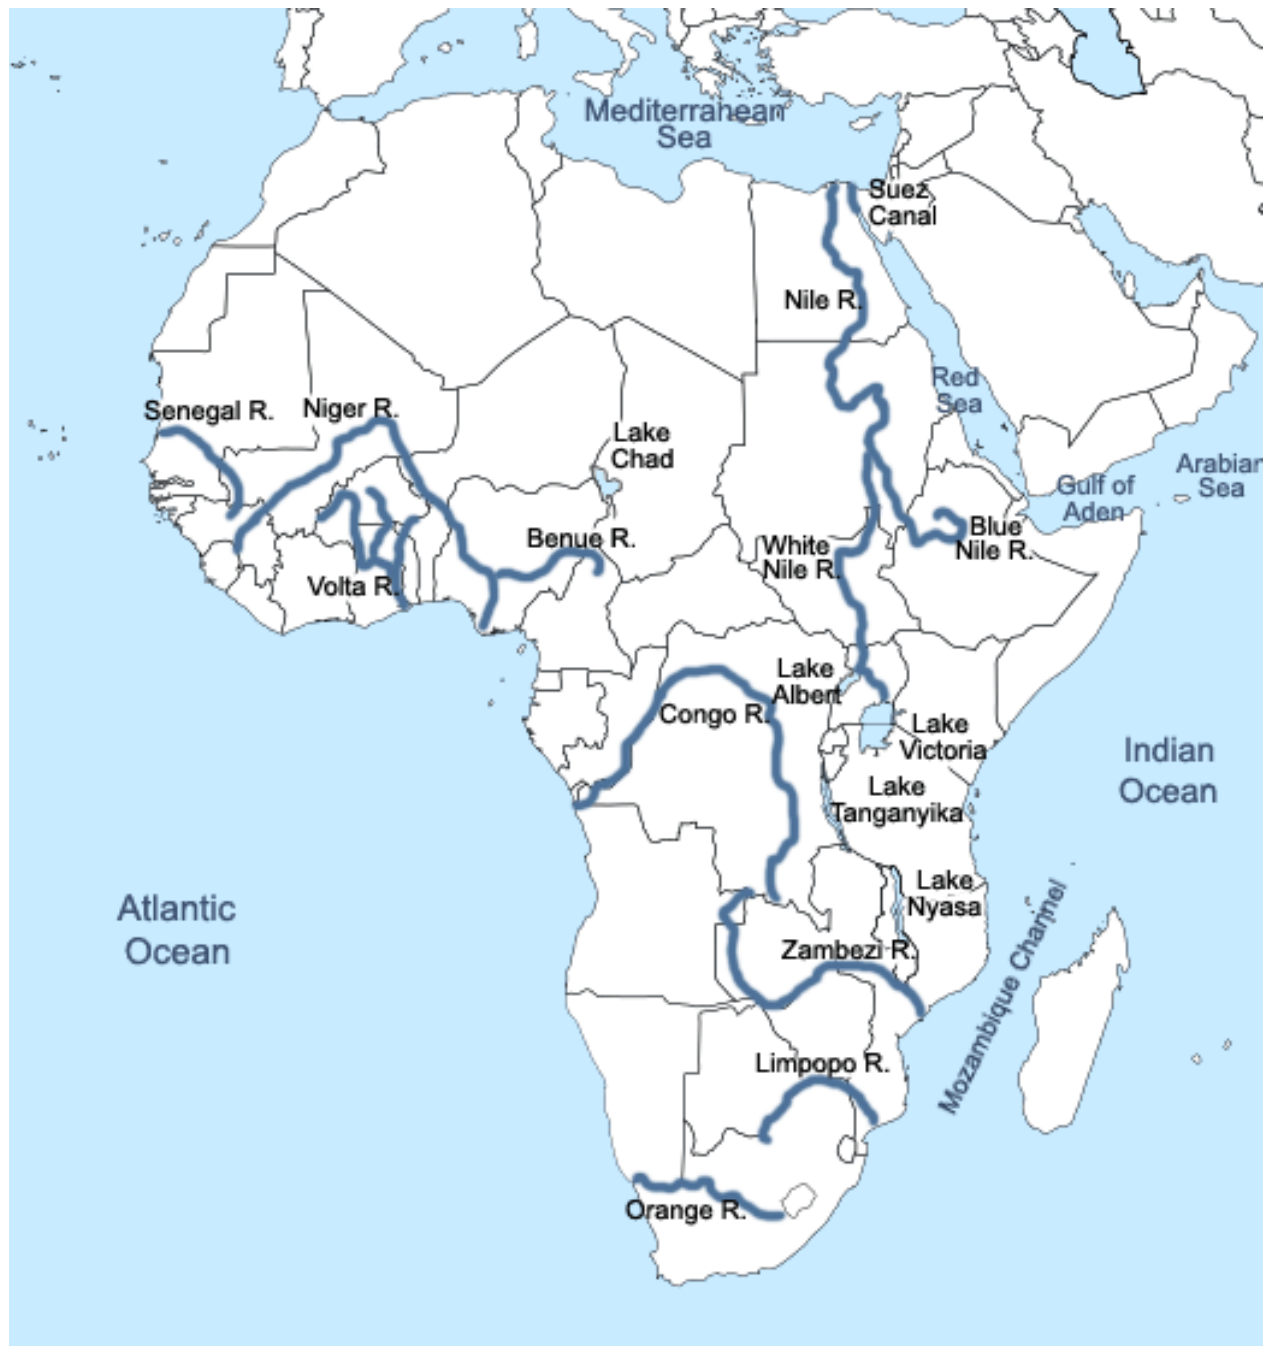 Mediterranean
Sea
Suez
Canal
Nile R.
Red
Sea
Senegal R.
Niger R.
Lake
Chad
Arabian
Sea
Gulf of
Aden
Benue R.
White
Nile R.
Blue
Nile R.
Volta R.
Lake
Albert
Congo R.
Lake
Victoria
Indian
Ocean
Lake
Tanganyika
Lake
Nyasa
Atlantic
Ocean
Zambezi R.
Mozambique Channel
Limpopo R.
Orange R.